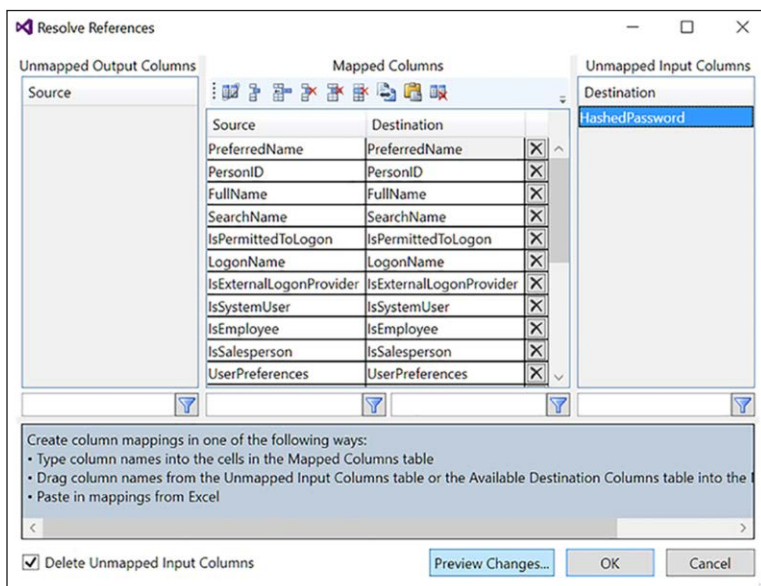 Resolve References
Unmapped Output Columns
Mapped Columns
Unmapped Input Columns
Source
Destination
HashedPassword
Source Destination
PreferredName PreferredName
PersonID PersonID
FullName FullName
SearchName SearchName
IsPermittedToLogon IsPermittedToLogon
LogonName LogonName
IsExternalLogonProvider IsExternalLogonProvider
IsSystemUser IsSystemUser
IsEmployee IsEmployee
IsSalesperson IsSalesperson
UserPreferences UserPreferences
Create column mappings in one of the following ways:
• Type column names into the cells in the Mapped Columns table
• Drag column names from the Unmapped Input Columns table or the Available Destination Columns table into the
• Paste in mappings from Excel
Delete Unmapped Input Columns
Preview Changes...
OK
Cancel